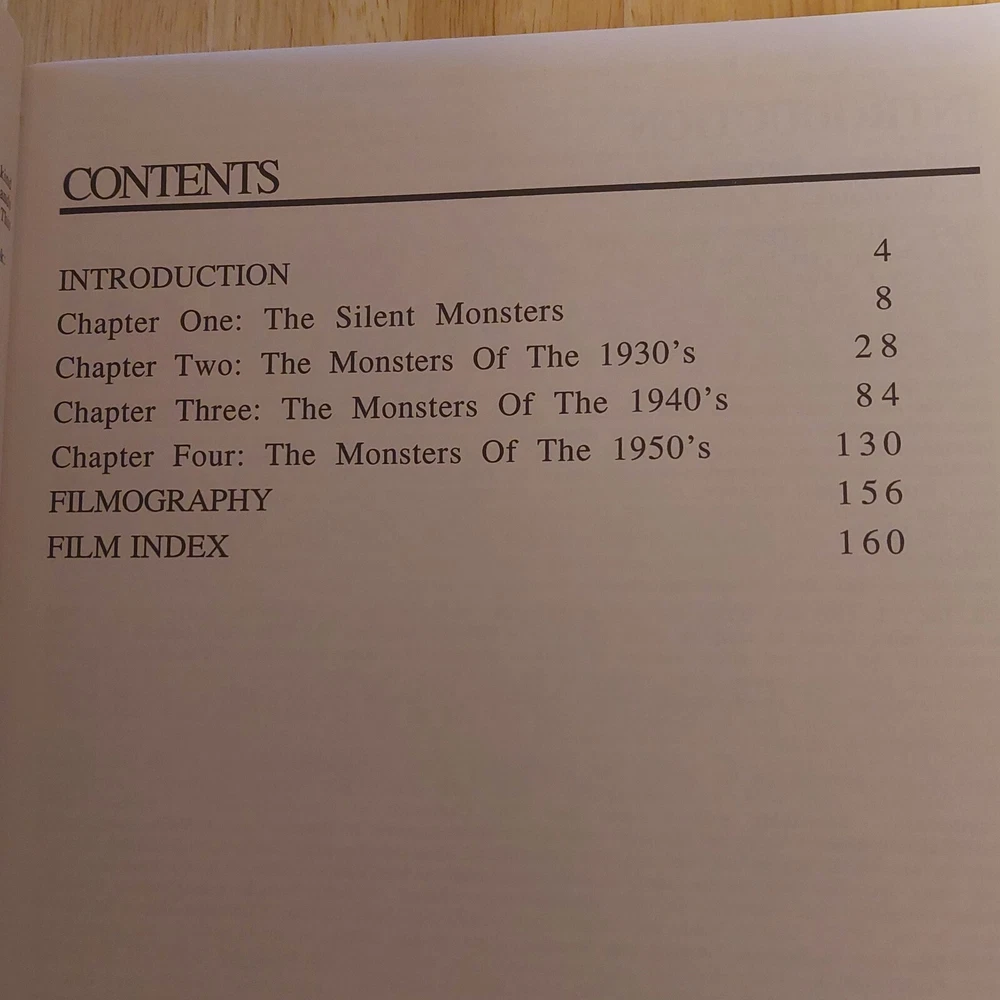 CONTENTS
INTRODUCTION 4
Chapter One: The Silent Monsters 8
Chapter Two: The Monsters Of The 1930's 28
Chapter Three: The Monsters Of The 1940's 84
Chapter Four: The Monsters Of The 1950's 130
FILMOGRAPHY 156
FILM INDEX 160